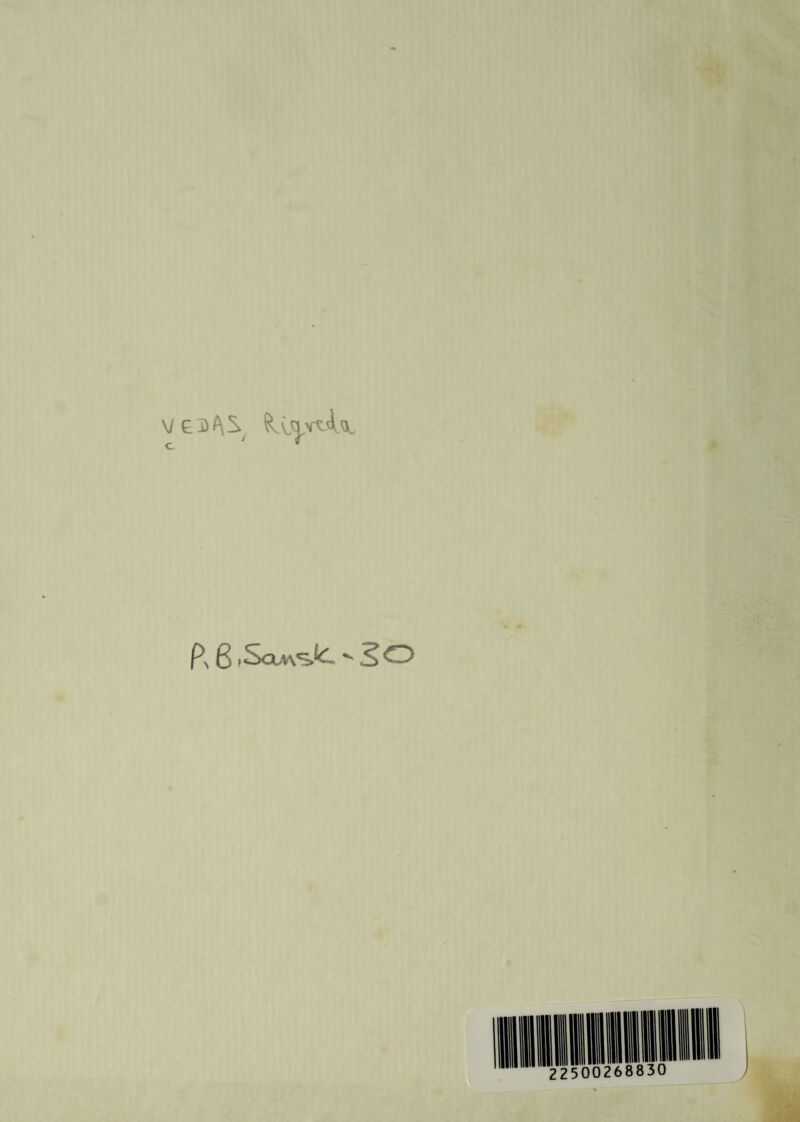 VEDAS, Rigveda
c
P.B. Sansk. - 30
22500268830